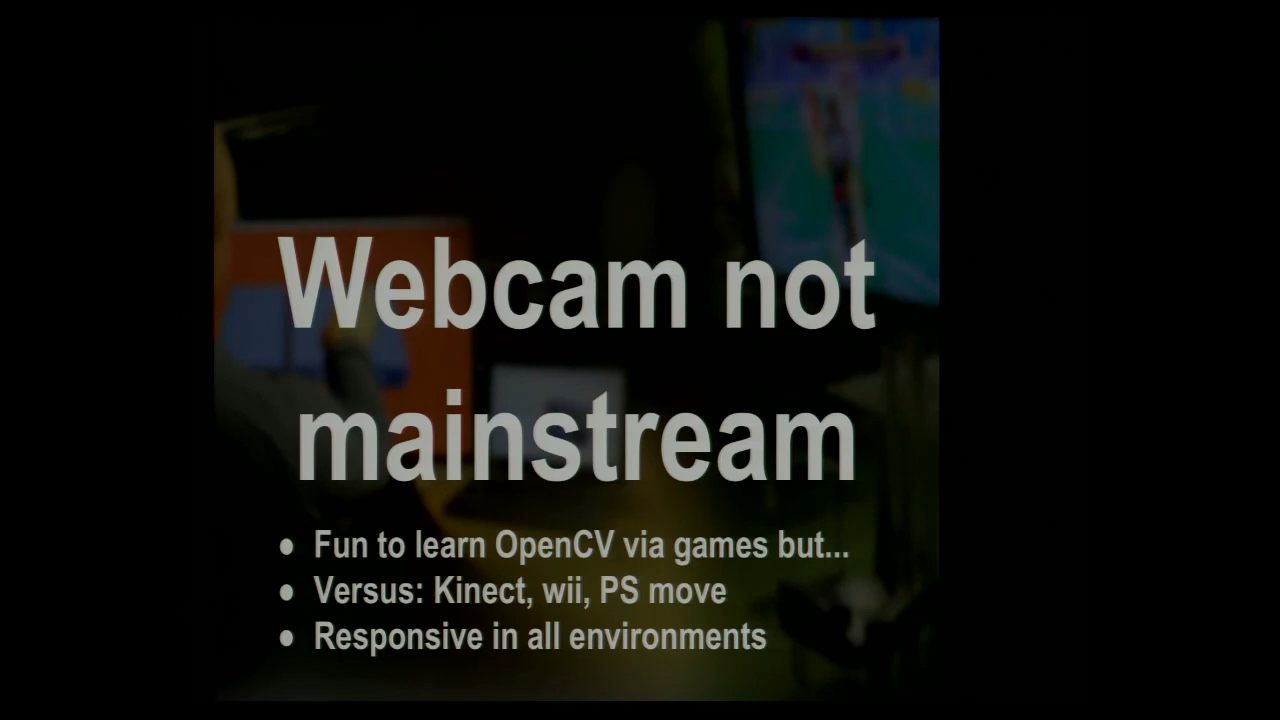 Webcam not
mainstream
● Fun to learn OpenCV via games but...
● Versus: Kinect, wii, PS move
● Responsive in all environments